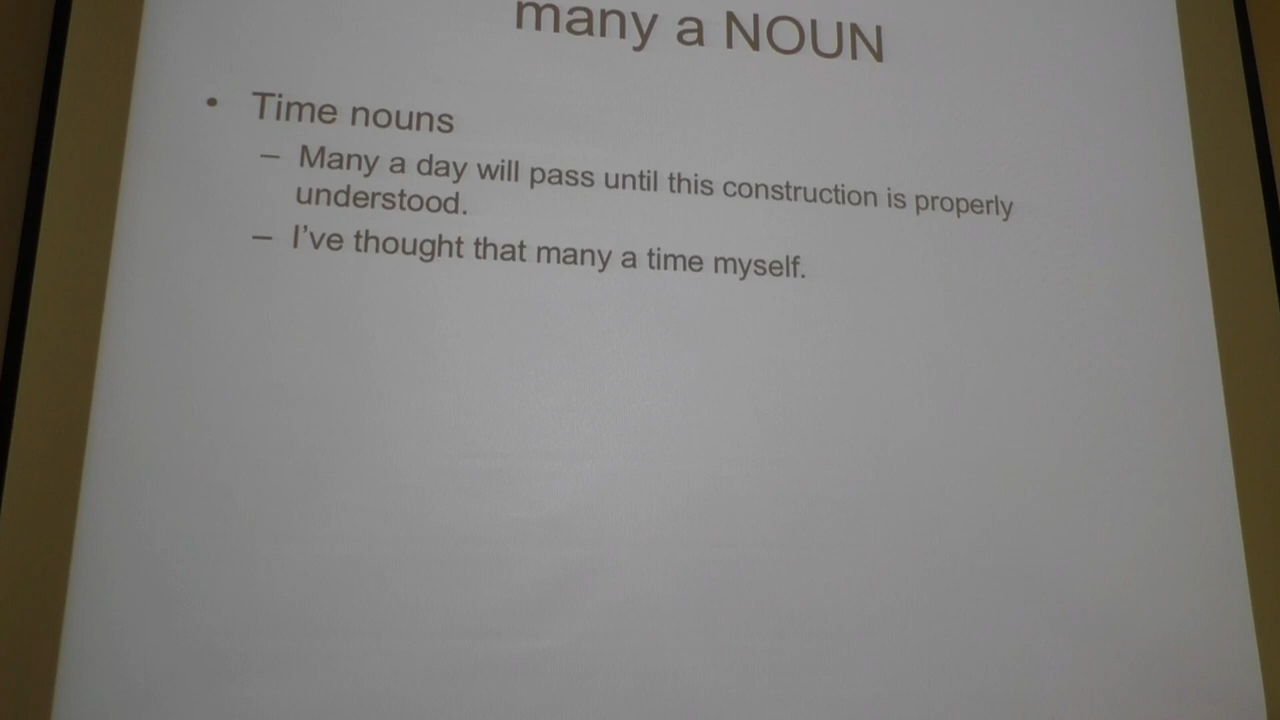 many a NOUN
• Time nouns
– Many a day will pass until this construction is properly
understood.
– I've thought that many a time myself.